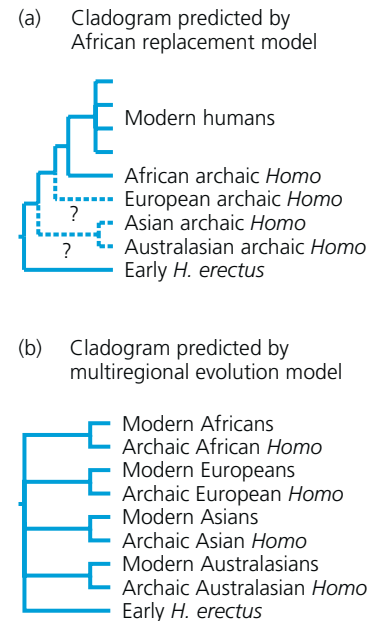 (a) Cladogram predicted by
African replacement model
Modern humans
African archaic Homo
European archaic Homo
?
Asian archaic Homo
Australasian archaic Homo
?
Early H. erectus
(b) Cladogram predicted by
multiregional evolution model
Modern Africans
Archaic African Homo
Modern Europeans
Archaic European Homo
Modern Asians
Archaic Asian Homo
Modern Australasians
Archaic Australasian Homo
Early H. erectus